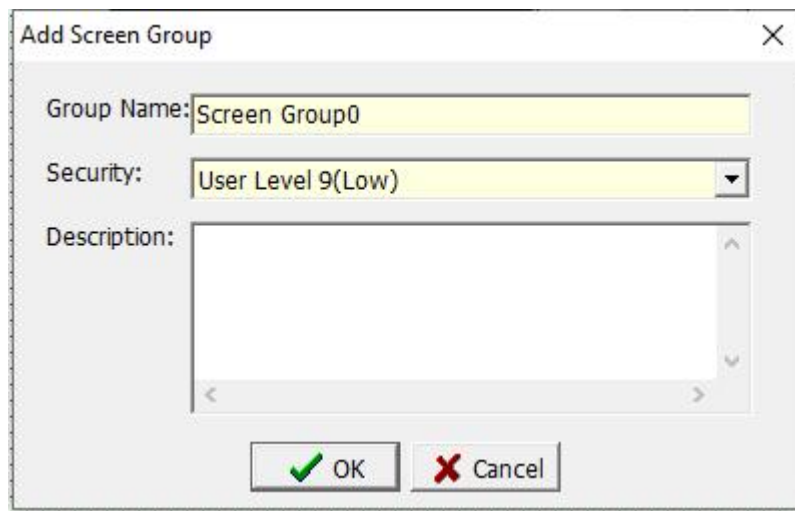 Add Screen Group
Group Name: Screen Group0
Security: User Level 9(Low)
Description:
OK Cancel